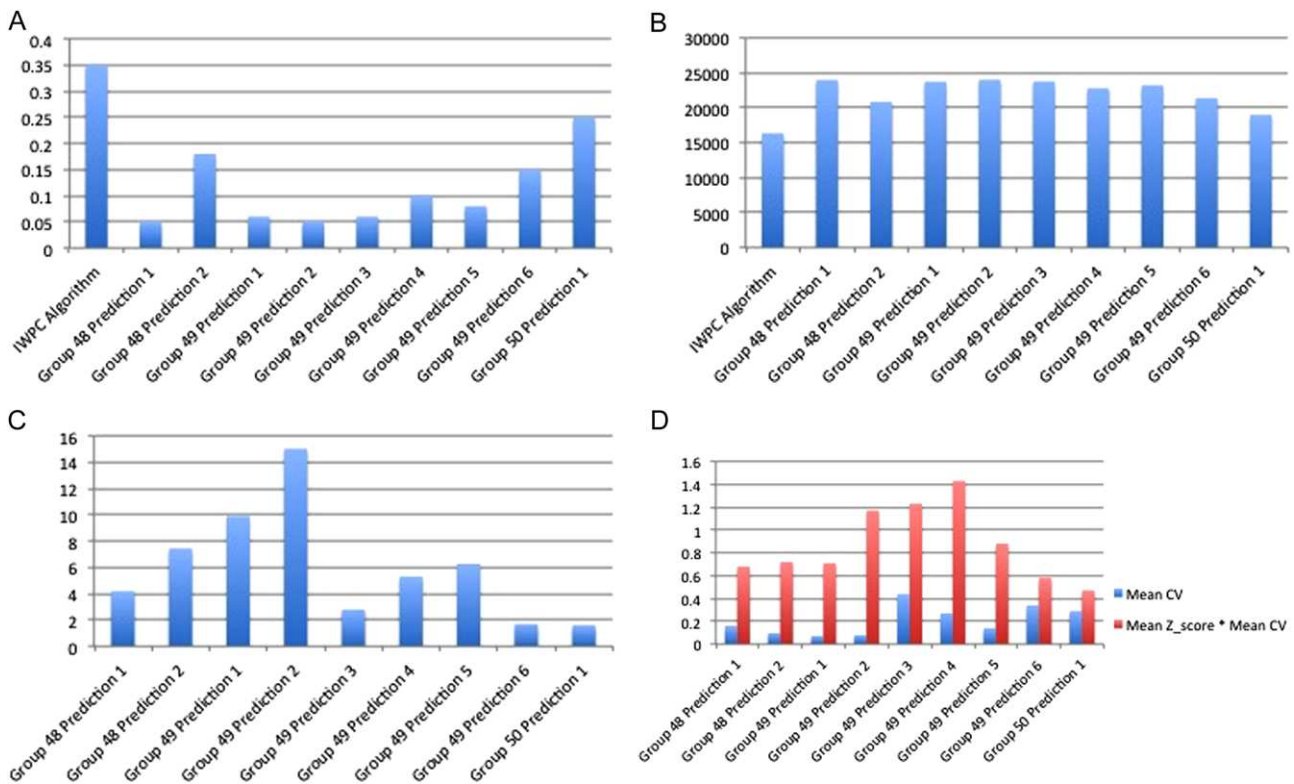 A
0.4
0.35
0.3
0.25
0.2
0.15
0.1
0.05
0
IWPC Algorithm
Group 48 Prediction 1
Group 48 Prediction 2
Group 49 Prediction 1
Group 49 Prediction 2
Group 49 Prediction 3
Group 49 Prediction 4
Group 49 Prediction 5
Group 49 Prediction 6
Group 50 Prediction 1
B
30000
25000
20000
15000
10000
5000
0
IWPC Algorithm
Group 48 Prediction 1
Group 48 Prediction 2
Group 49 Prediction 1
Group 49 Prediction 2
Group 49 Prediction 3
Group 49 Prediction 4
Group 49 Prediction 5
Group 49 Prediction 6
Group 50 Prediction 1
C
16
14
12
10
8
6
4
2
0
Group 48 Prediction 1
Group 48 Prediction 2
Group 49 Prediction 1
Group 49 Prediction 2
Group 49 Prediction 3
Group 49 Prediction 4
Group 49 Prediction 5
Group 49 Prediction 6
Group 50 Prediction 1
D
1.6
1.4
1.2
1
0.8
0.6
0.4
0.2
0
Group 48 Prediction 1
Group 48 Prediction 2
Group 49 Prediction 1
Group 49 Prediction 2
Group 49 Prediction 3
Group 49 Prediction 4
Group 49 Prediction 5
Group 49 Prediction 6
Group 50 Prediction 1
Mean CV
Mean Z_score * Mean CV